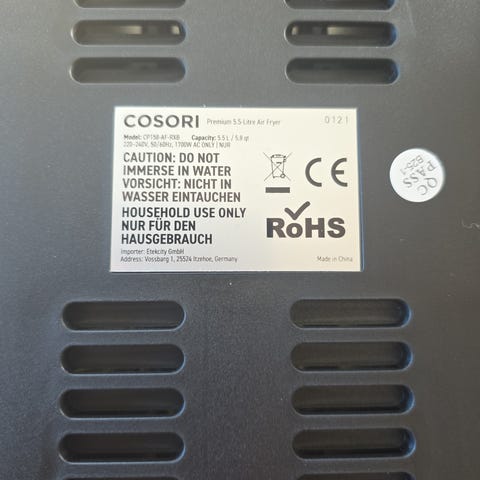 COSORI Premium 5.5 Litre Air Fryer 0121
Model: CP158-AF-RXB Capacity: 5.5 L / 5.8 qt
220-240V, 50/60Hz, 1700W AC ONLY | NUR
CAUTION: DO NOT
IMMERSE IN WATER
VORSICHT: NICHT IN
WASSER EINTAUCHEN
HOUSEHOLD USE ONLY
NUR FÜR DEN
HAUSGEBRAUCH
Importer: Etekcity GmbH
Address: Vossbarg 1, 25524 Itzehoe, Germany
CE
RoHS
Made in China
QC
PASS
B25-1